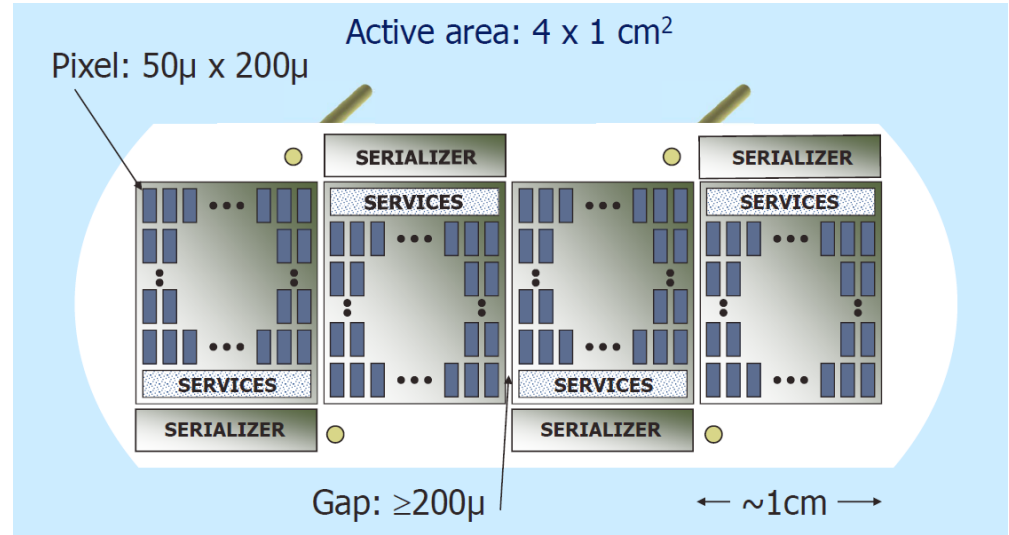 Active area: 4 x 1 cm²
Pixel: 50µ x 200µ
SERIALIZER
SERIALIZER
SERVICES
SERVICES
SERVICES
SERVICES
SERIALIZER
SERIALIZER
Gap: ≥200µ
~1cm